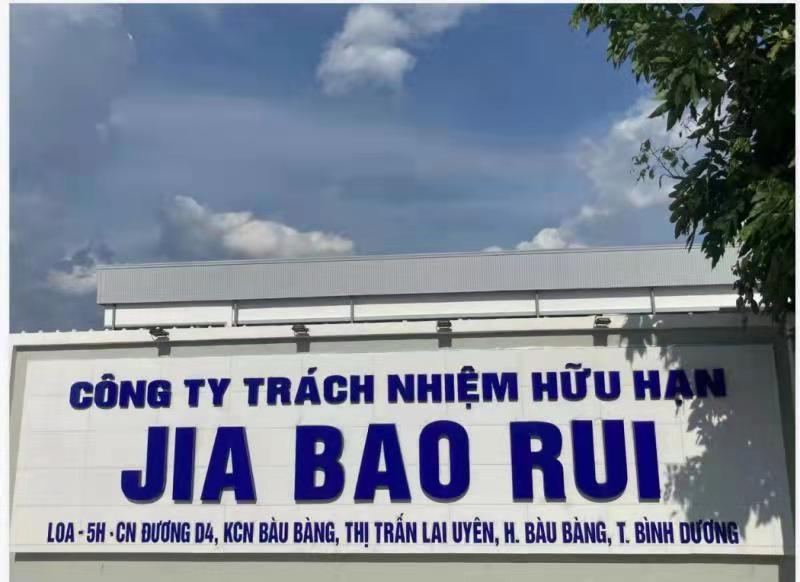 CÔNG TY TRÁCH NHIỆM HỮU HẠN
JIA BAO RUI
LOA - 5H - CN ĐƯƠNG D4, KCN BÀU BÀNG, THỊ TRẤN LAI UYÊN, H. BÀU BÀNG, T. BÌNH DƯƠNG